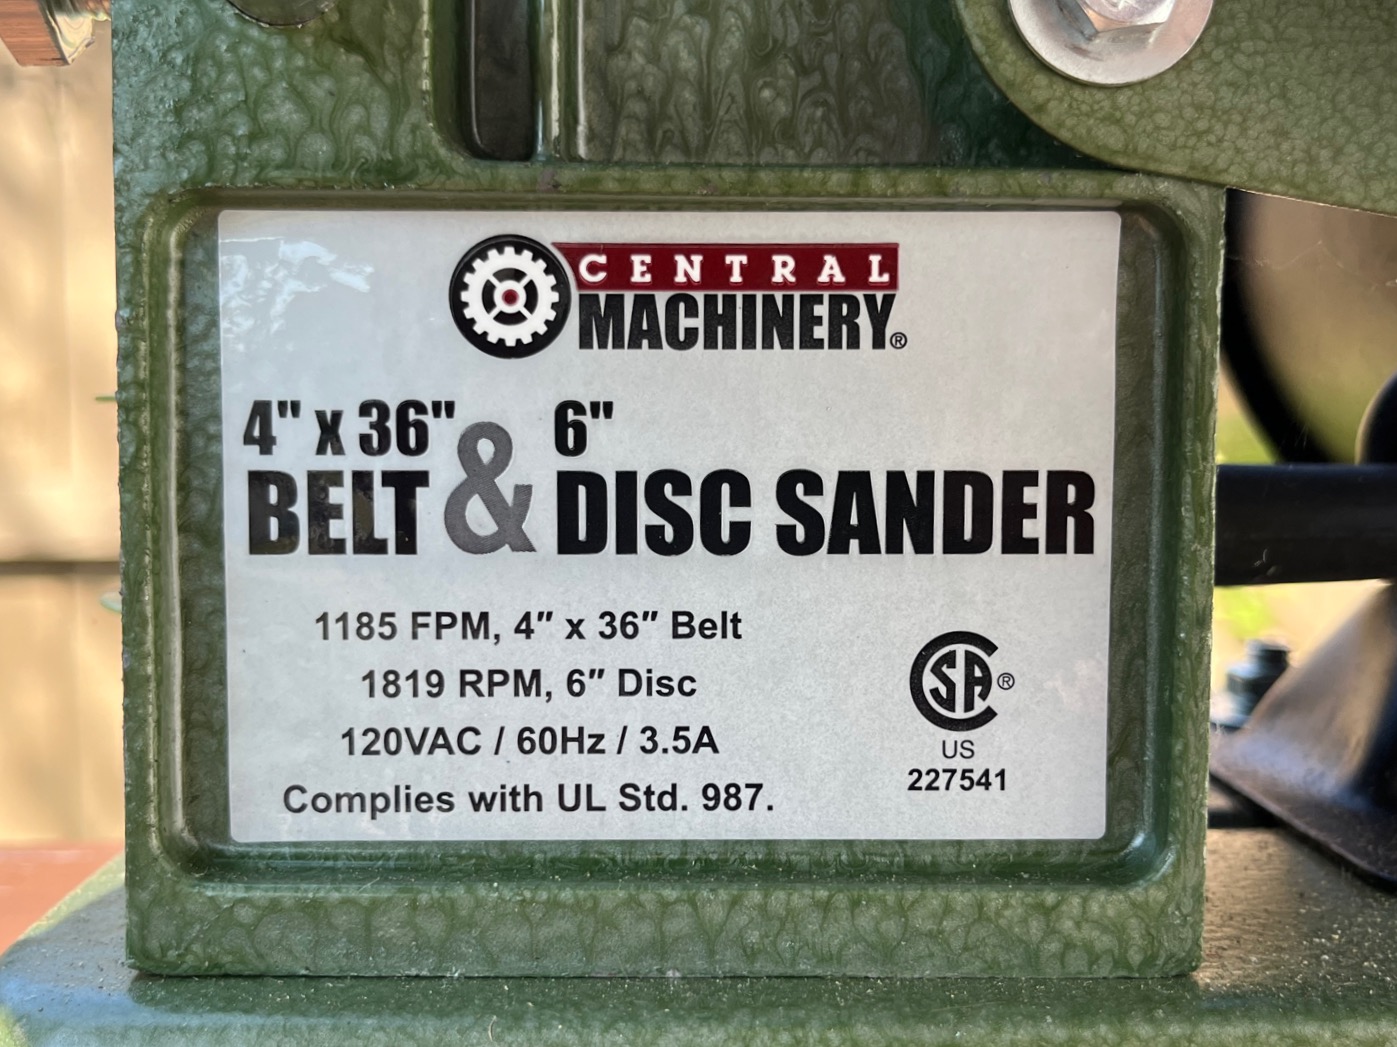 CENTRAL
MACHINERY®
4" x 36" & 6"
BELT DISC SANDER
1185 FPM, 4″ x 36″ Belt
1819 RPM, 6″ Disc
120VAC / 60Hz / 3.5A
Complies with UL Std. 987.
CSA®
US
227541